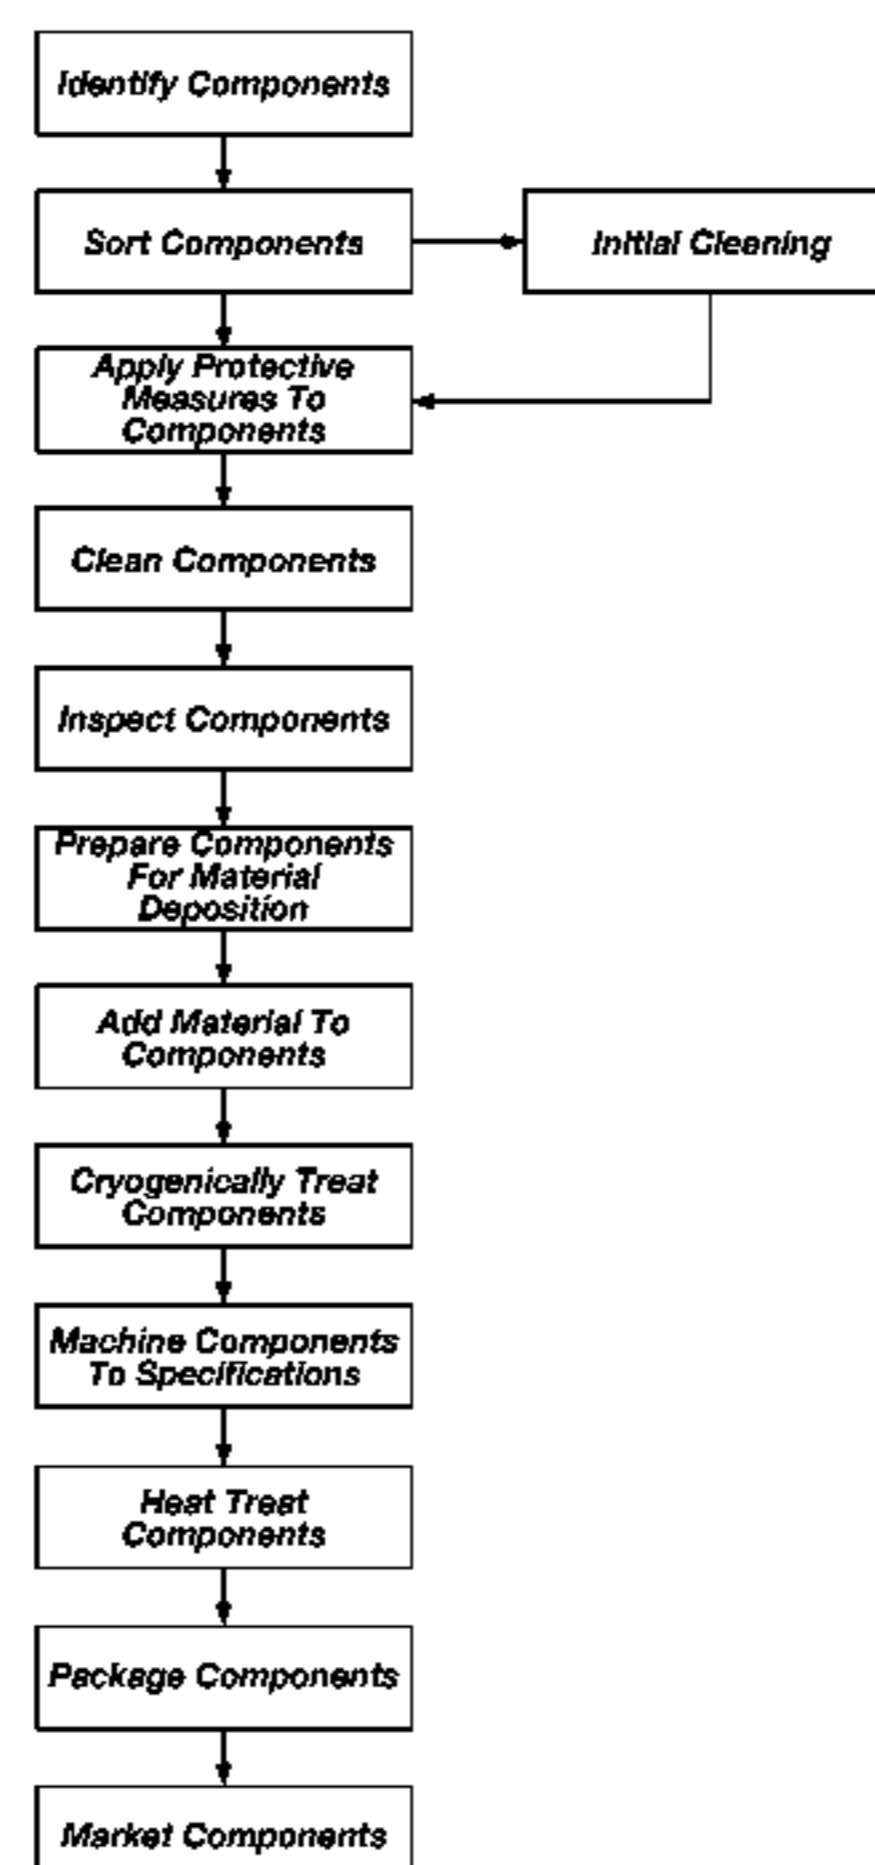 Identify Components
Sort Components
Initial Cleaning
Apply Protective
Measures To
Components
Clean Components
Inspect Components
Prepare Components
For Material
Deposition
Add Material To
Components
Cryogenically Treat
Components
Machine Components
To Specifications
Heat Treat
Components
Package Components
Market Components